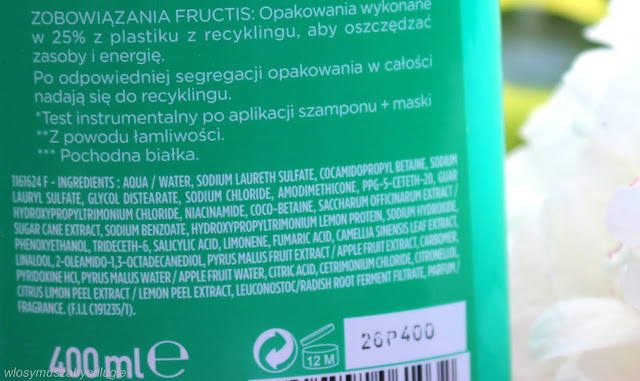 ZOBOWIĄZANIA FRUCTIS: Opakowania wykonane
w 25% z plastiku z recyklingu, aby oszczędzać
zasoby i energię.
Po odpowiedniej segregacji opakowania w całości
nadają się do recyklingu.
*Test instrumentalny po aplikacji szamponu + maski
**Z powodu łamliwości.
*** Pochodna białka.
1161624 F - INGREDIENTS : AQUA / WATER, SODIUM LAURETH SULFATE, COCAMIDOPROPYL BETAINE, SODIUM
LAURYL SULFATE, GLYCOL DISTEARATE, SODIUM CHLORIDE, AMODIMETHICONE, PPG-5-CETETH-20, GUAR
HYDROXYPROPYLTRIMONIUM CHLORIDE, NIACINAMIDE, COCO-BETAINE, SACCHARUM OFFICINARUM EXTRACT /
SUGAR CANE EXTRACT, SODIUM BENZOATE, HYDROXYPROPYLTRIMONIUM LEMON PROTEIN, SODIUM HYDROXIDE,
PHENOXYETHANOL, TRIDECETH-6, SALICYLIC ACID, LIMONENE, FUMARIC ACID, CAMELLIA SINENSIS LEAF EXTRACT,
LINALOOL, 2-OLEAMIDO-1,3-OCTADECANEDIOL, PYRUS MALUS FRUIT EXTRACT / APPLE FRUIT EXTRACT, CARBOMER,
PYRIDOXINE HCI, PYRUS MALUS WATER / APPLE FRUIT WATER, CITRIC ACID, CETRIMONIUM CHLORIDE, CITRONELLOL,
CITRUS LIMON PEEL EXTRACT / LEMON PEEL EXTRACT, LEUCONOSTOC/RADISH ROOT FERMENT FILTRATE, PARFUM /
FRAGRANCE. (F.I.L C191235/1).
400 ml e
12 M
26P400